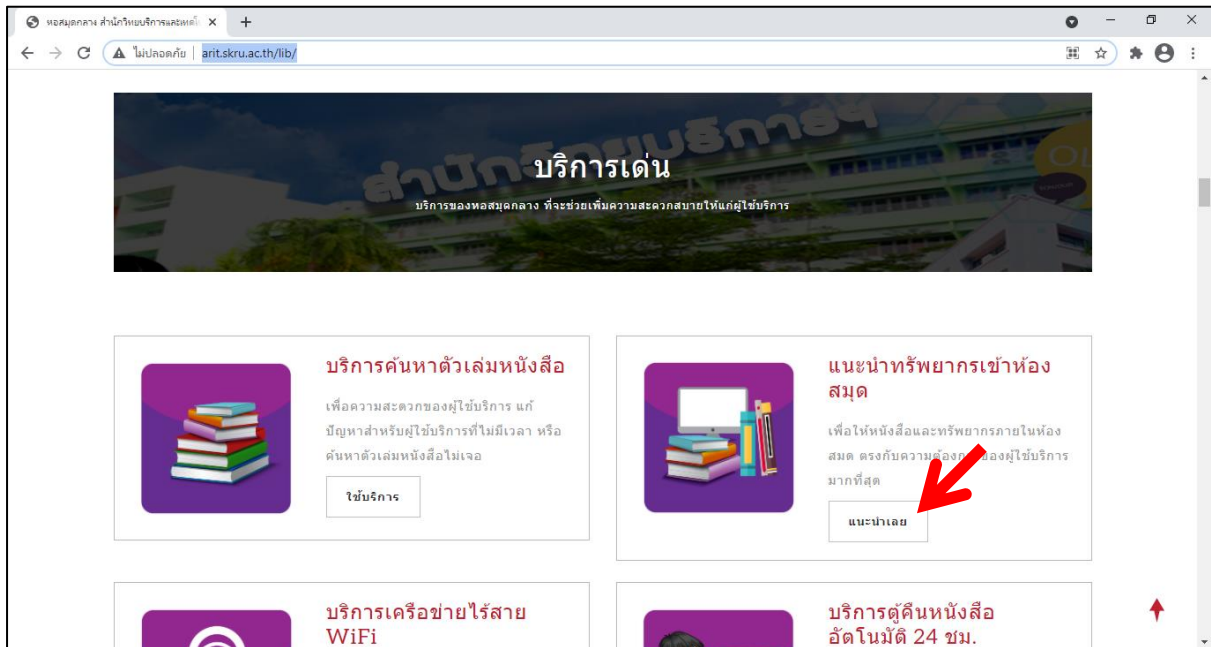 หอสมุดกลาง สำนักวิทยบริการและเทคโ
ไม่ปลอดภัย
arit.skru.ac.th/lib/
สำนักวิทยบริการฯ
OL
บริการเด่น
บริการของหอสมุดกลาง ที่จะช่วยเพิ่มความสะดวกสบายให้แก่ผู้ใช้บริการ
บริการค้นหาตัวเล่มหนังสือ
เพื่อความสะดวกของผู้ใช้บริการ แก้
ปัญหาสำหรับผู้ใช้บริการที่ไม่มีเวลา หรือ
ค้นหาตัวเล่มหนังสือไม่เจอ
ใช้บริการ
แนะนำทรัพยากรเข้าห้อง
สมุด
เพื่อให้หนังสือและทรัพยากรภายในห้อง
สมุด ตรงกับความต้องการของผู้ใช้บริการ
มากที่สุด
แนะนำเลย
บริการเครือข่ายไร้สาย
WiFi
บริการตู้คืนหนังสือ
อัตโนมัติ 24 ชม.